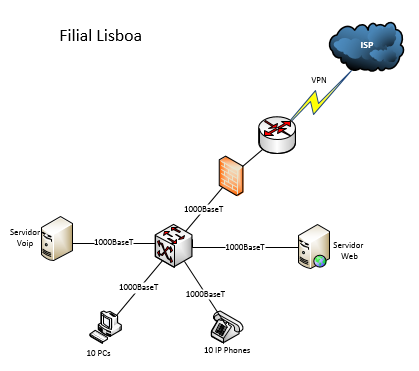 Filial Lisboa
ISP
VPN
1000BaseT
Servidor
Voip
1000BaseT
1000BaseT
Servidor
Web
1000BaseT
1000BaseT
10 PCs
10 IP Phones